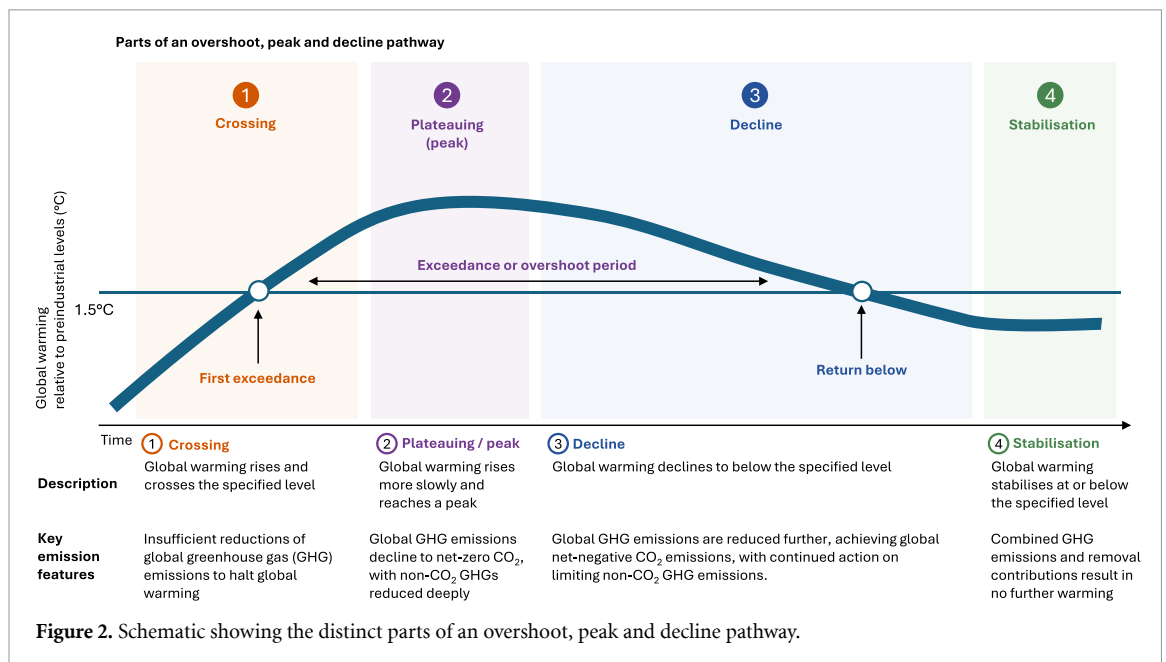 Parts of an overshoot, peak and decline pathway
1
Crossing
2
Plateauing
(peak)
3
Decline
4
Stabilisation
Global warming
relative to preindustrial levels (°C)
1.5°C
Exceedance or overshoot period
First exceedance
Return below
Time
1 Crossing
2 Plateauing / peak
3 Decline
4 Stabilisation
Description
Global warming rises and
crosses the specified level
Global warming rises
more slowly and
reaches a peak
Global warming declines to below the specified level
Global warming
stabilises at or below
the specified level
Key
emission
features
Insufficient reductions of
global greenhouse gas (GHG)
emissions to halt global
warming
Global GHG emissions
decline to net-zero CO₂,
with non-CO₂ GHGs
reduced deeply
Global GHG emissions are reduced further, achieving global
net-negative CO₂ emissions, with continued action on
limiting non-CO₂ GHG emissions.
Combined GHG
emissions and removal
contributions result in
no further warming
Figure 2. Schematic showing the distinct parts of an overshoot, peak and decline pathway.